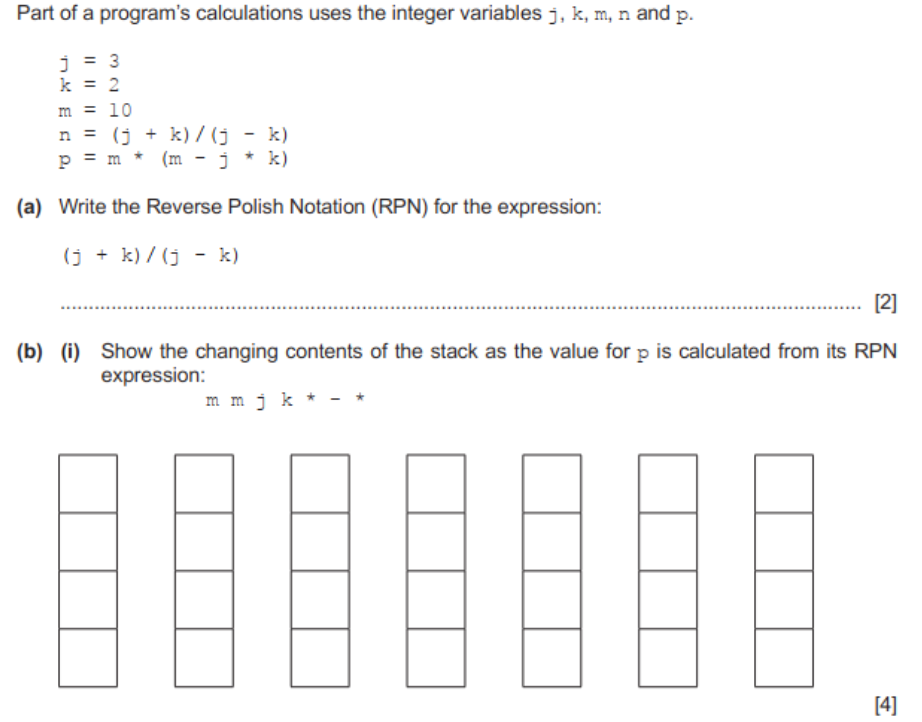 Part of a program's calculations uses the integer variables j, k, m, n and p.
j = 3
k = 2
m = 10
n = (j + k)/(j - k)
p = m * (m - j * k)
(a) Write the Reverse Polish Notation (RPN) for the expression:
(j + k)/(j - k)
.......................................................................................................................................... [2]
(b) (i) Show the changing contents of the stack as the value for p is calculated from its RPN
expression:
m m j k * - *
[4]